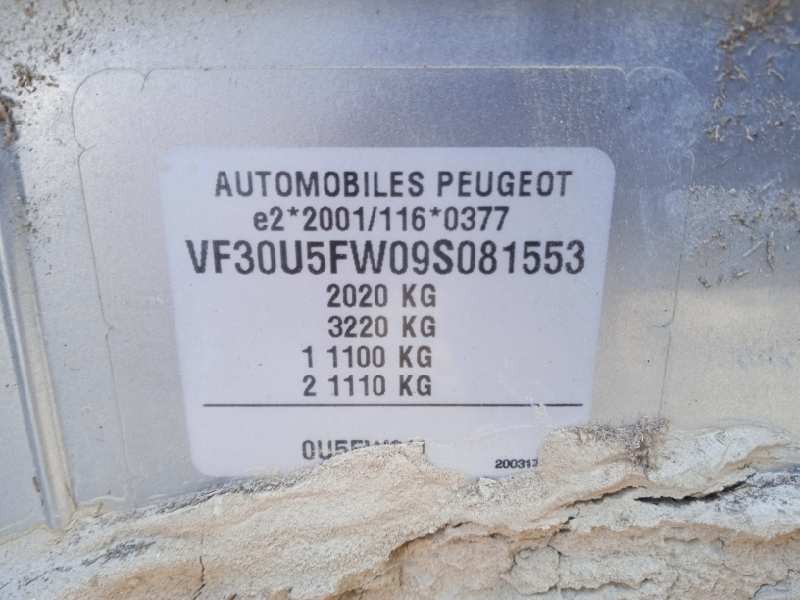 AUTOMOBILES PEUGEOT
e2*2001/116*0377
VF30U5FW09S081553
2020 KG
3220 KG
1 1100 KG
2 1110 KG